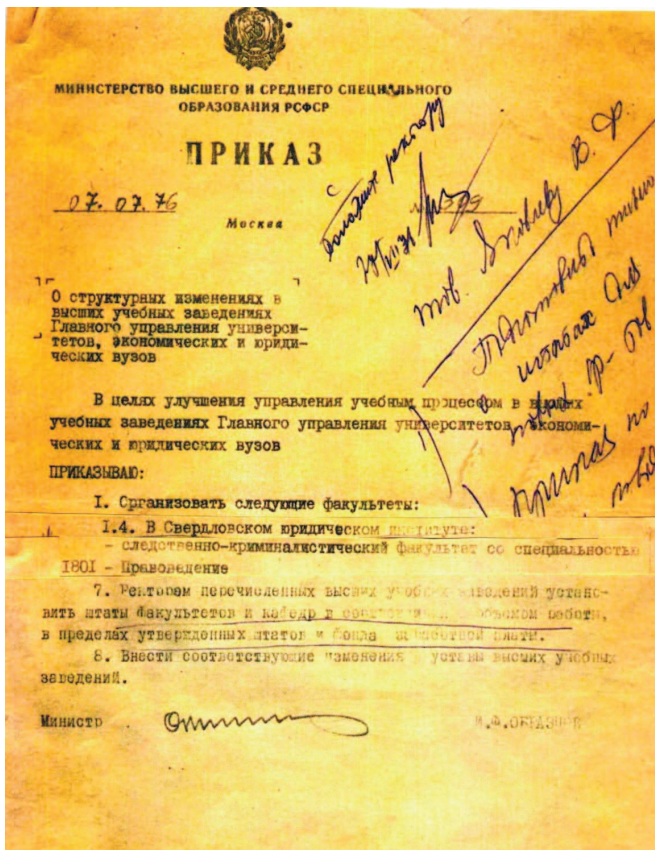 МИНИСТЕРСТВО ВЫСШЕГО И СРЕДНЕГО СПЕЦИАЛЬНОГО
ОБРАЗОВАНИЯ РСФСР
ПРИКАЗ
07.07.76
Москва
тов. Яковлеву В. Ф.
О структурных изменениях в
высших учебных заведениях
Главного управления универси-
тетов, экономических и юриди-
ческих вузов
В целях улучшения управления учебным процессом в высших
учебных заведениях Главного управления университетов, экономи-
ческих и юридических вузов
ПРИКАЗЫВАЮ:
I. Организовать следующие факультеты:
I.4. В Свердловском юридическом институте:
- следственно-криминалистический факультет со специальностью
I80I - Правоведение
7. Ректорам перечисленных высших учебных заведений устано-
вить штаты факультетов и кафедр в объемом работы,
в пределах утвержденных штатов и фонда
8. Внести соответствующие изменения в уставы высших учебных
заведений.
Министр
И.Ф.ОБРАЗЦОВ